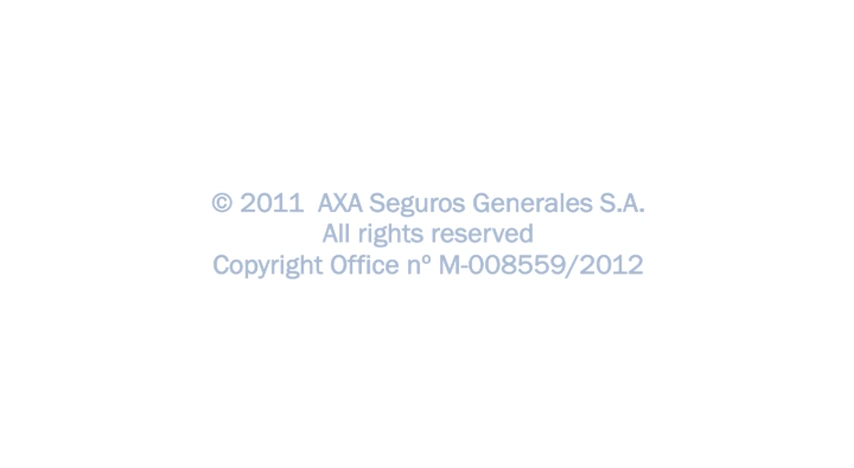 © 2011  AXA Seguros Generales S.A.
All rights reserved
Copyright Office nº M-008559/2012